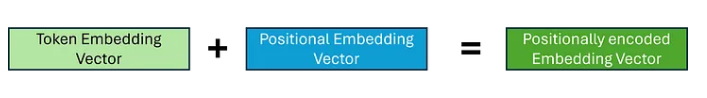 Token Embedding
Vector
+
Positional Embedding
Vector
=
Positionally encoded
Embedding Vector